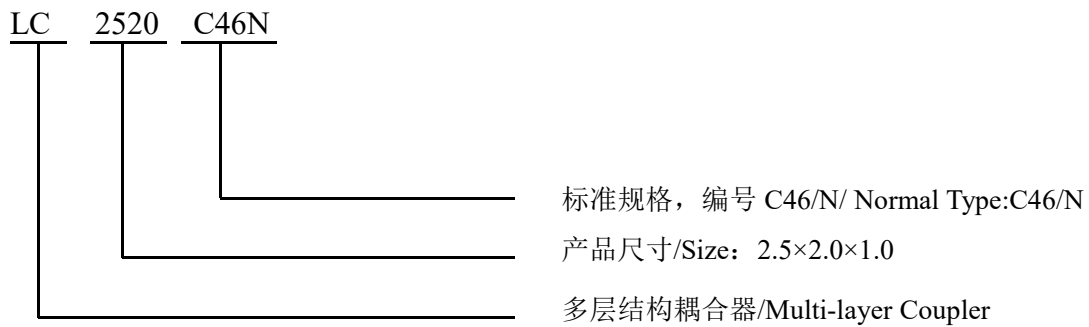 LC 2520 C46N
标准规格，编号 C46/N/ Normal Type:C46/N
产品尺寸/Size：2.5×2.0×1.0
多层结构耦合器/Multi-layer Coupler